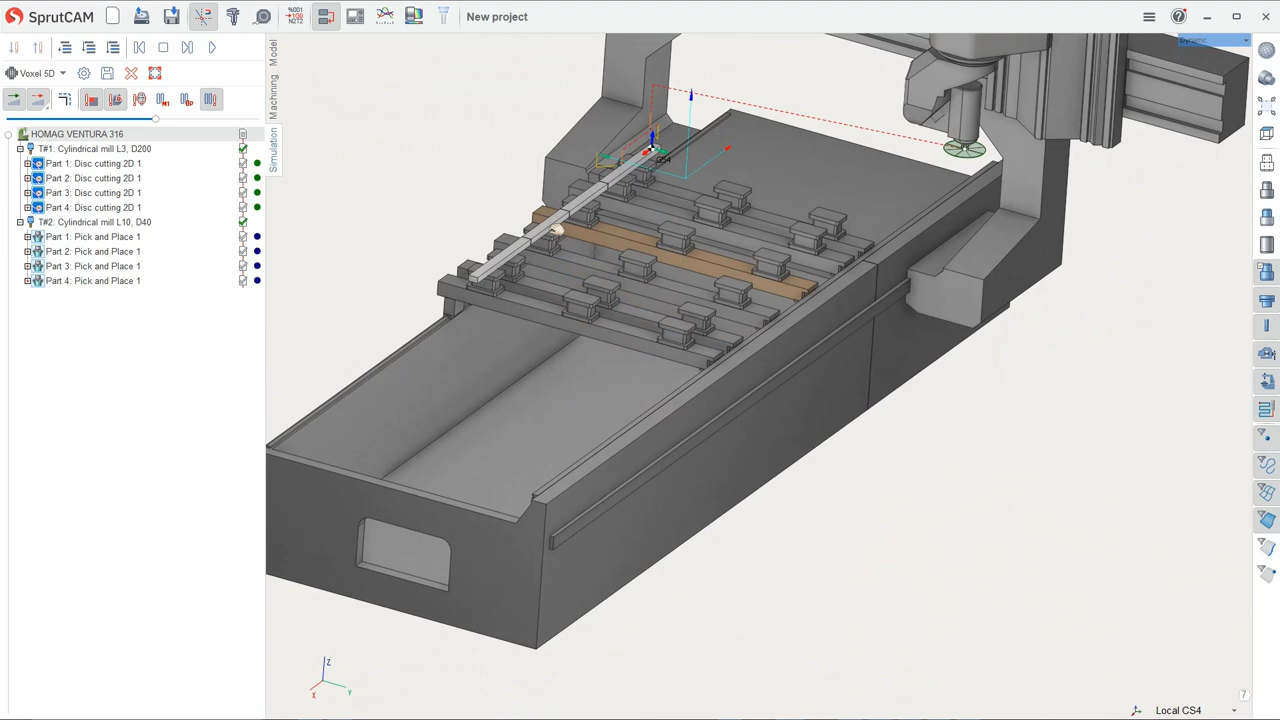 SprutCAM
New project
Voxel 5D
HOMAG VENTURA 316
T#1: Cylindrical mill L3, D200
Part 1: Disc cutting 2D 1
Part 2: Disc cutting 2D 1
Part 3: Disc cutting 2D 1
Part 4: Disc cutting 2D 1
T#2: Cylindrical mill L10, D40
Part 1: Pick and Place 1
Part 2: Pick and Place 1
Part 3: Pick and Place 1
Part 4: Pick and Place 1
Model
Machining
Simulation
Dynamic
G54
Z
X
Y
7
Local CS4